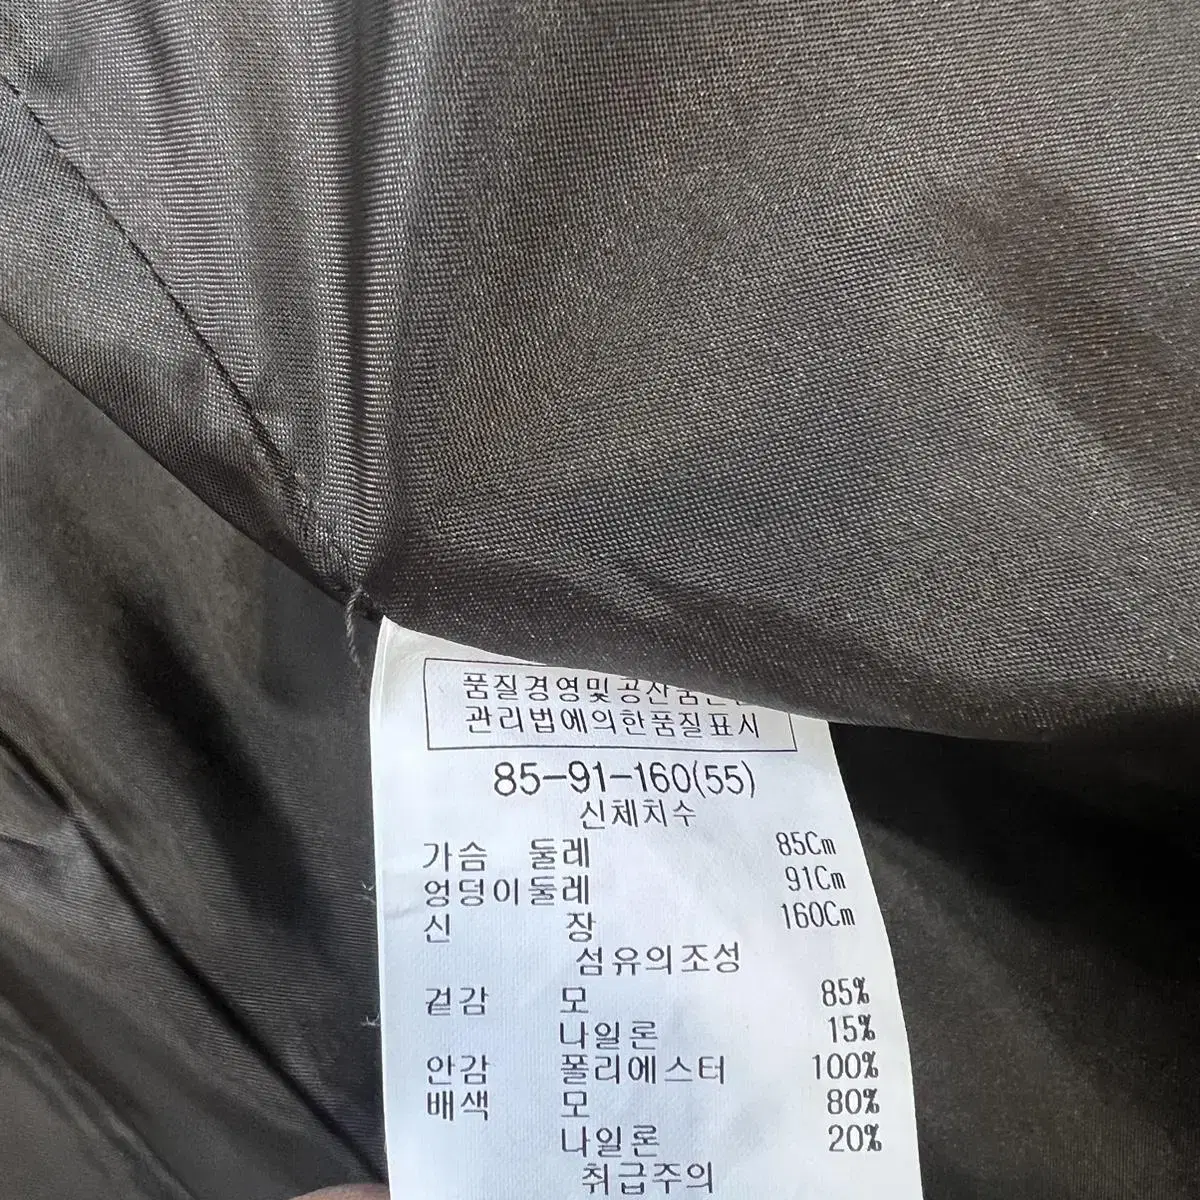 품질경영및공산품안전
관리법에의한품질표시
85-91-160(55)
신체치수
가슴 둘레 85Cm
엉덩이둘레 91Cm
신 장 160Cm
섬유의조성
겉감 모 85%
나일론 15%
안감 폴리에스터 100%
배색 모 80%
나일론 20%
취급주의